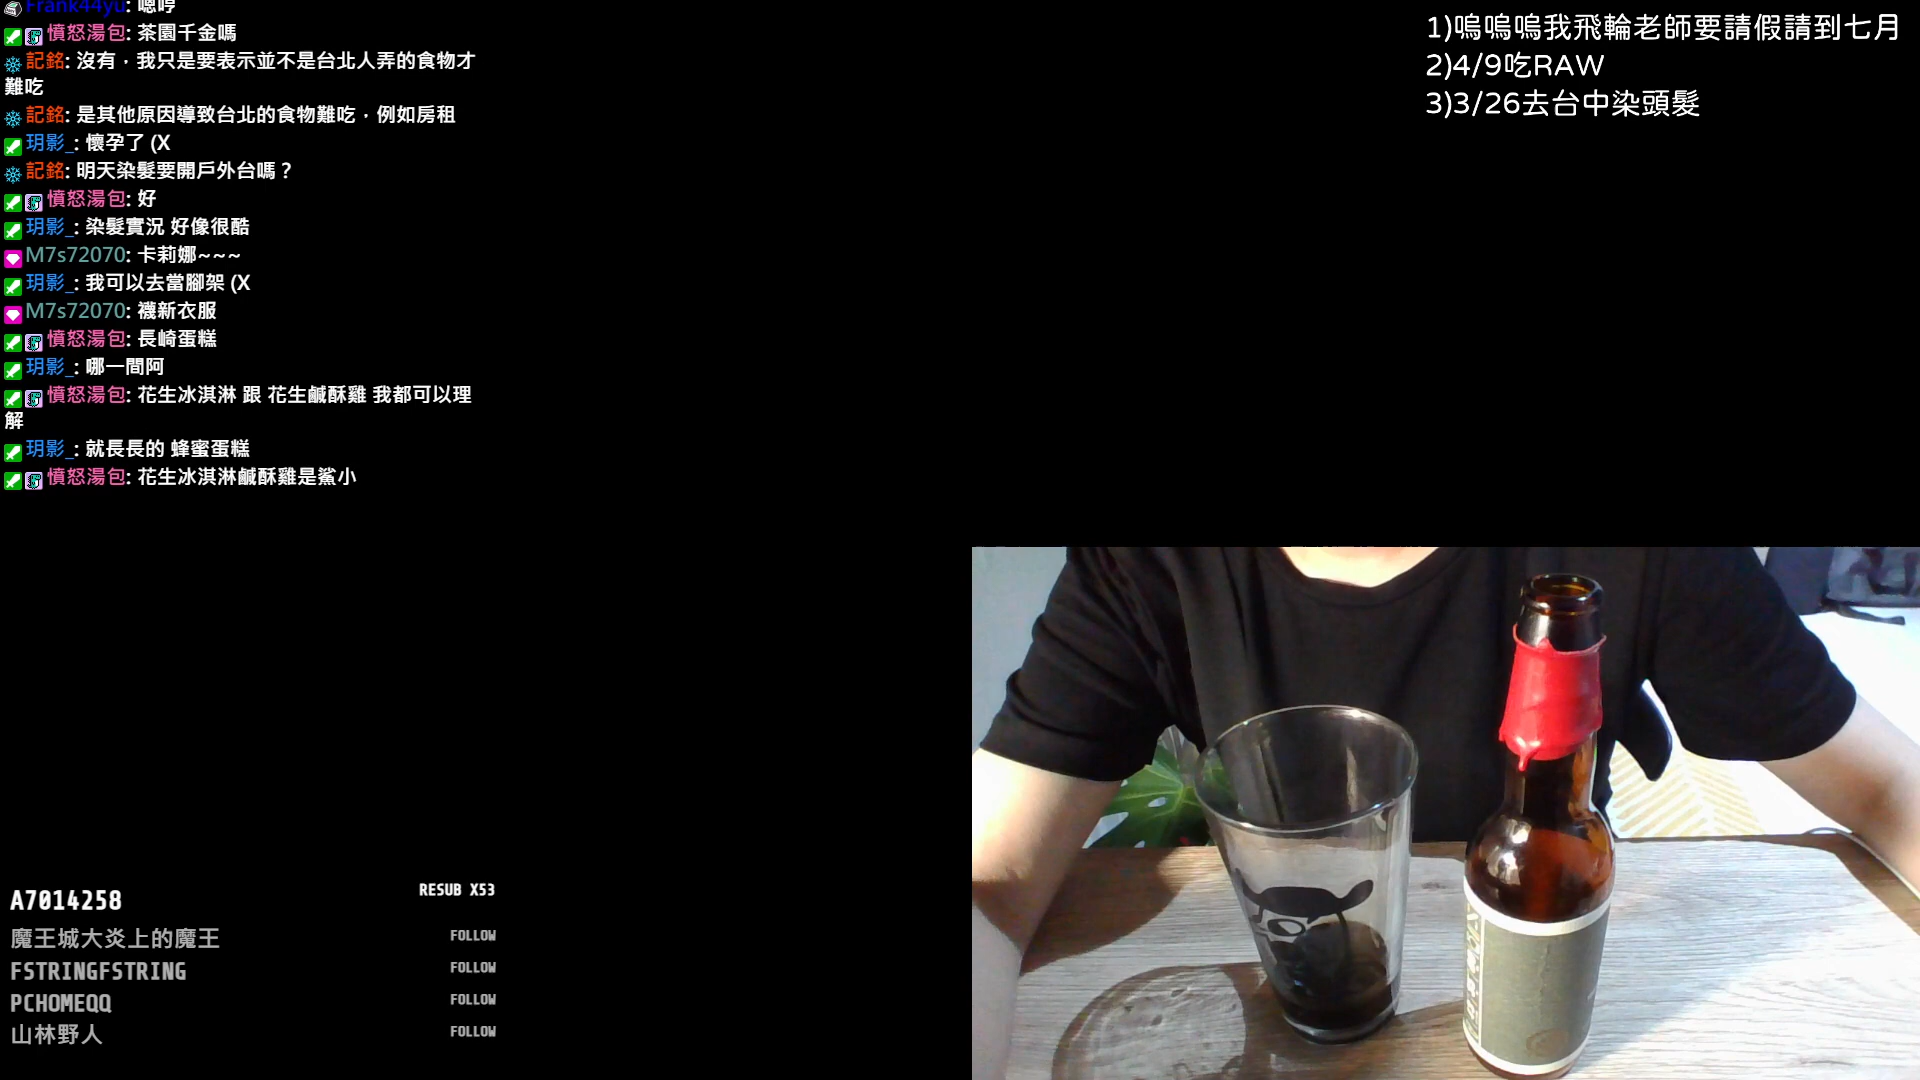 Frank44yu: 嗯哼
憤怒湯包: 茶園千金嗎
記銘: 沒有，我只是要表示並不是台北人弄的食物才
難吃
記銘: 是其他原因導致台北的食物難吃，例如房租
玥影_: 懷孕了 (X
記銘: 明天染髮要開戶外台嗎？
憤怒湯包: 好
玥影_: 染髮實況 好像很酷
M7s72070: 卡莉娜~~~
玥影_: 我可以去當腳架 (X
M7s72070: 襪新衣服
憤怒湯包: 長崎蛋糕
玥影_: 哪一間阿
憤怒湯包: 花生冰淇淋 跟 花生鹹酥雞 我都可以理
解
玥影_: 就長長的 蜂蜜蛋糕
憤怒湯包: 花生冰淇淋鹹酥雞是鯊小
1)嗚嗚嗚我飛輪老師要請假請到七月
2)4/9吃RAW
3)3/26去台中染頭髮
A7014258 RESUB X53
魔王城大炎上的魔王 FOLLOW
FSTRINGFSTRING FOLLOW
PCHOMEQQ FOLLOW
山林野人 FOLLOW